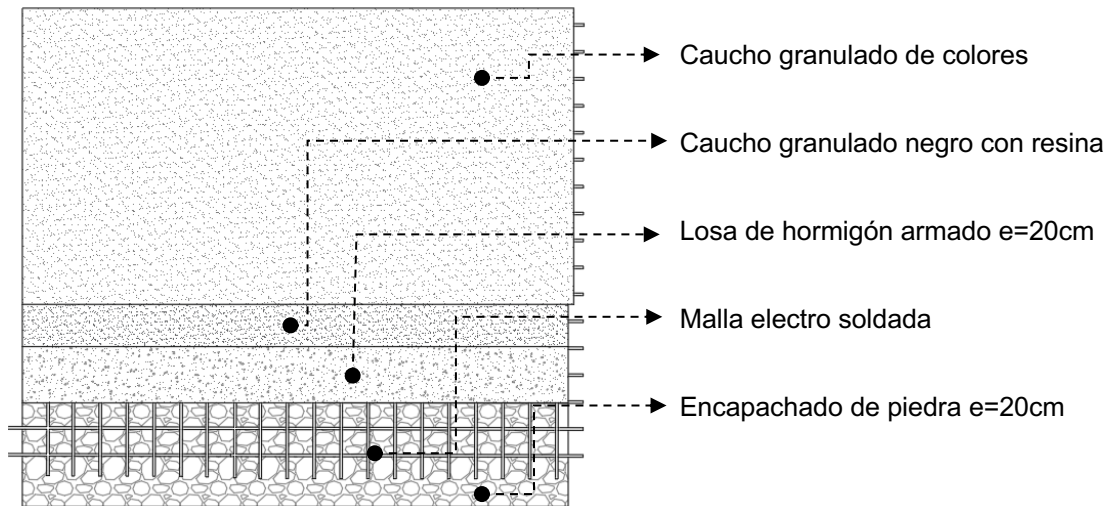 Caucho granulado de colores
Caucho granulado negro con resina
Losa de hormigón armado e=20cm
Malla electro soldada
Encapachado de piedra e=20cm